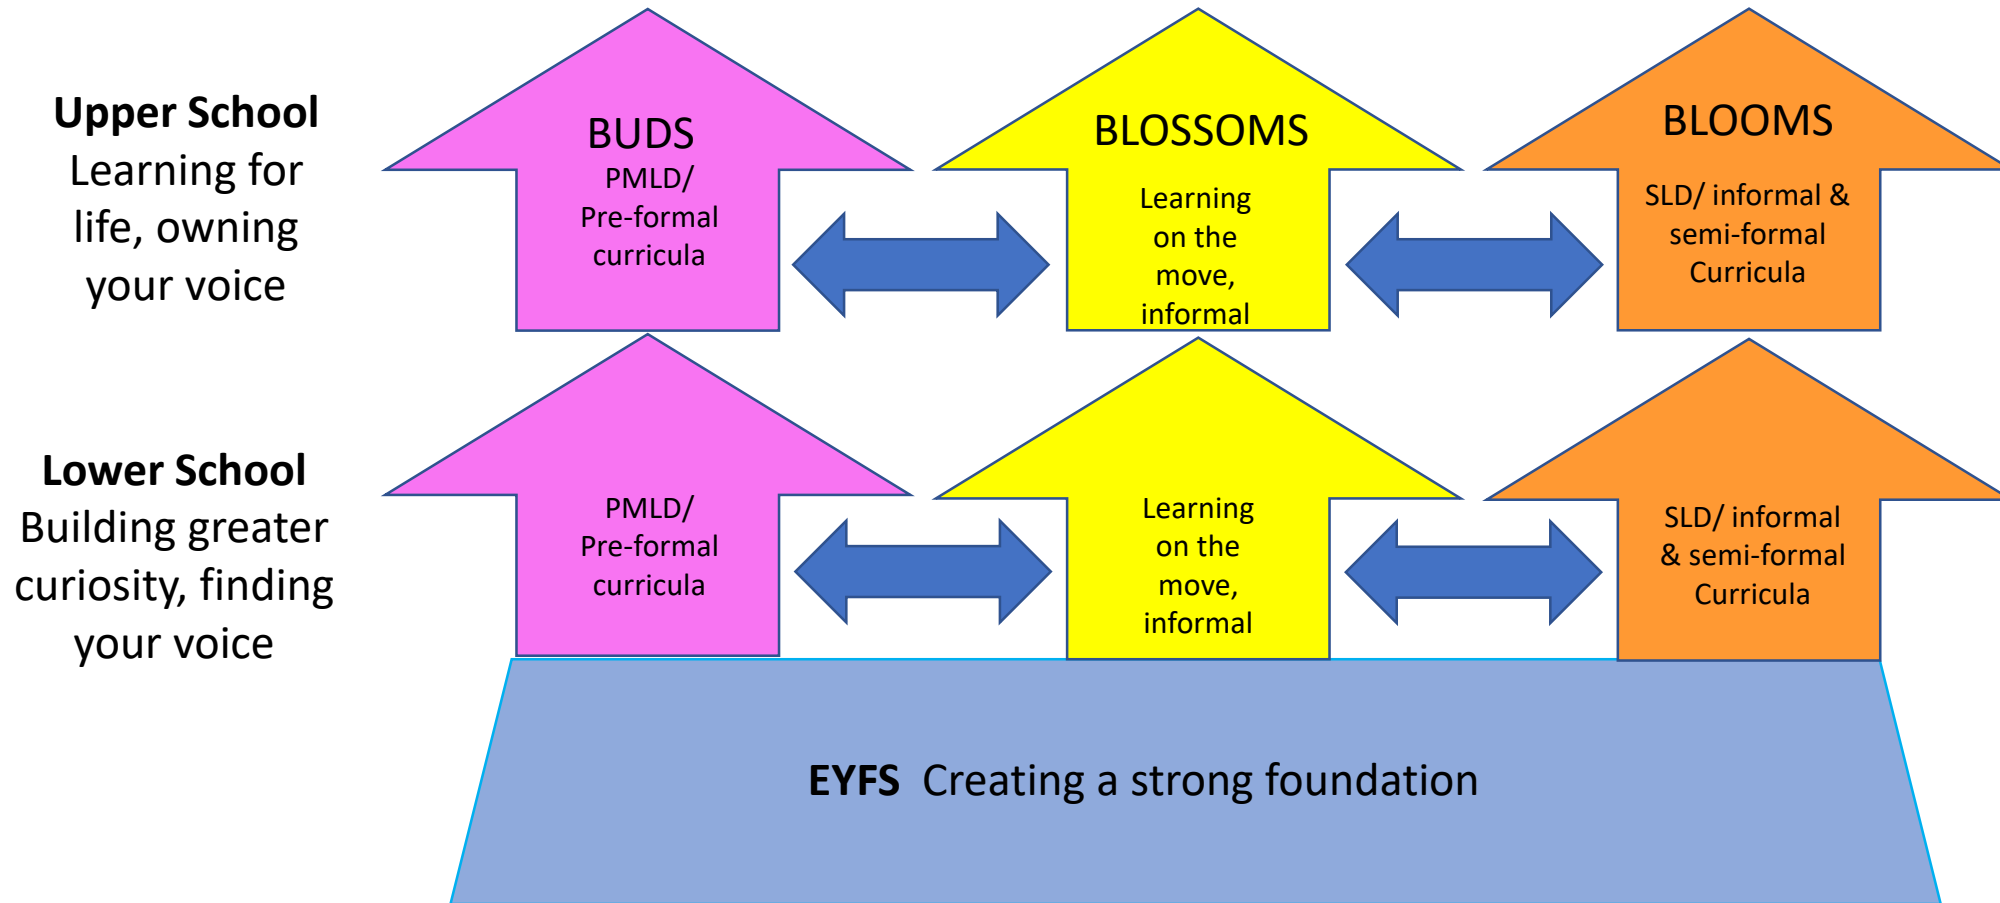 Upper School
Learning for
life, owning
your voice
BUDS
PMLD/
Pre-formal
curricula
BLOSSOMS
Learning
on the
move,
informal
BLOOMS
SLD/ informal &
semi-formal
Curricula
Lower School
Building greater
curiosity, finding
your voice
PMLD/
Pre-formal
curricula
Learning
on the
move,
informal
SLD/ informal
& semi-formal
Curricula
EYFS  Creating a strong foundation